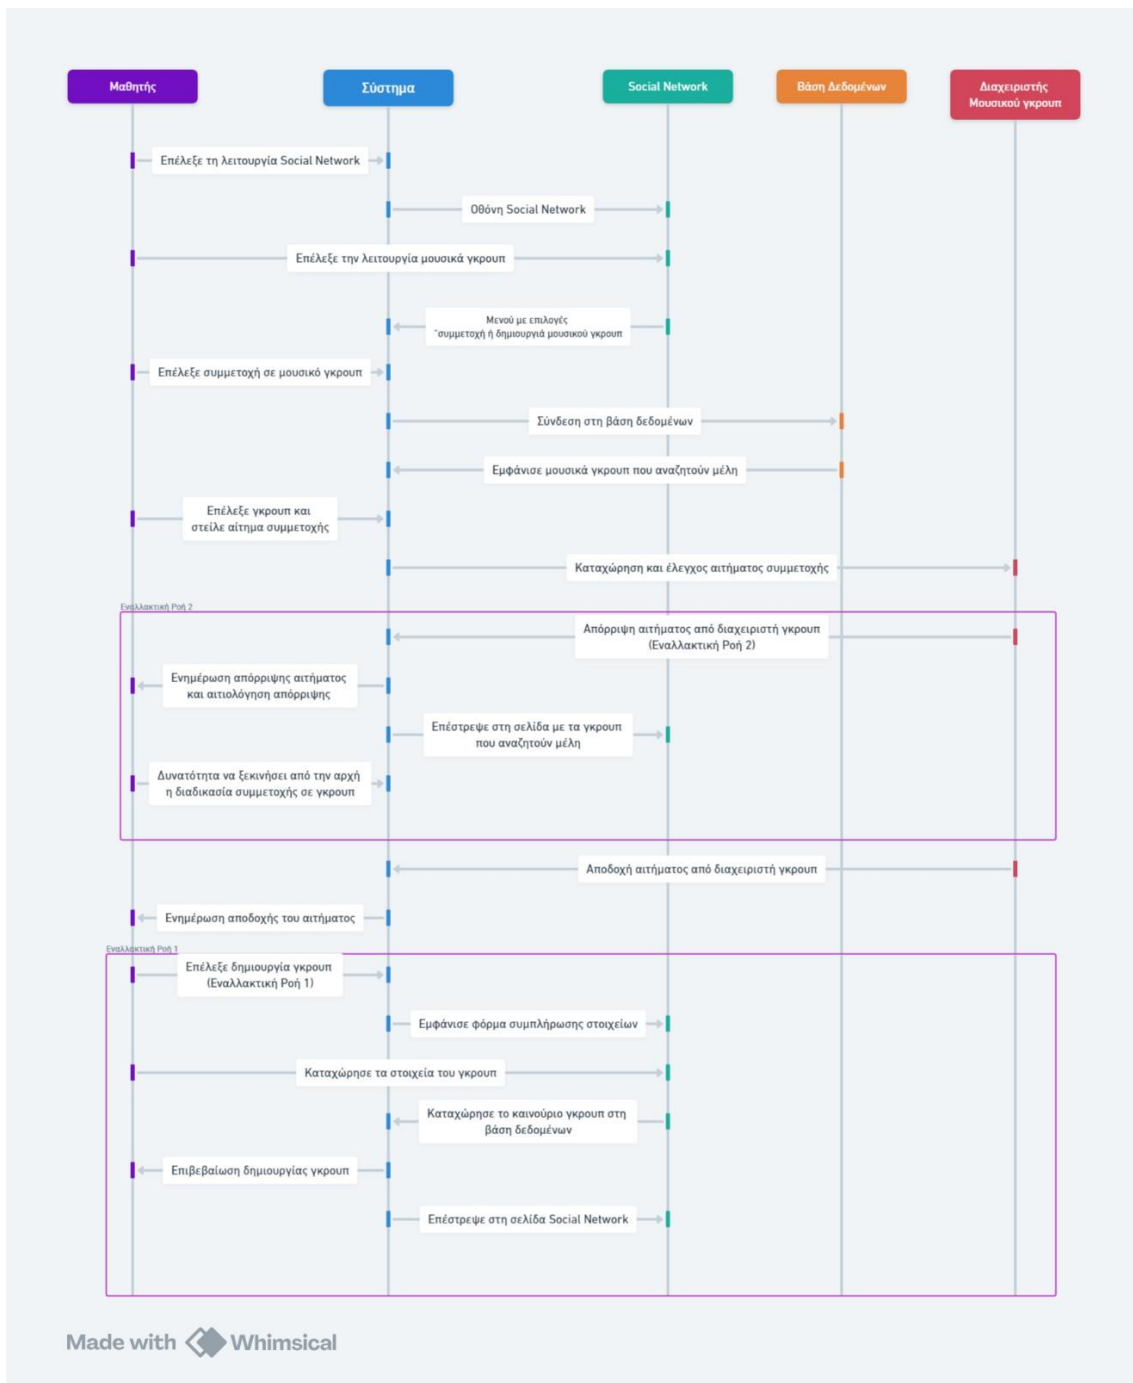 Μαθητής
Σύστημα
Social Network
Βάση Δεδομένων
Διαχειριστής
Μουσικού γκρουπ
Επέλεξε τη λειτουργία Social Network
Οθόνη Social Network
Επέλεξε την λειτουργία μουσικά γκρουπ
Μενού με επιλογές
"συμμετοχή ή δημιουργιά μουσικού γκρουπ
Επέλεξε συμμετοχή σε μουσικό γκρουπ
Σύνδεση στη βάση δεδομένων
Εμφάνισε μουσικά γκρουπ που αναζητούν μέλη
Επέλεξε γκρουπ και
στείλε αίτημα συμμετοχής
Καταχώρηση και έλεγχος αιτήματος συμμετοχής
Εναλλακτική Ροή 2
Απόρριψη αιτήματος από διαχειριστή γκρουπ
(Εναλλακτική Ροή 2)
Ενημέρωση απόρριψης αιτήματος
και αιτιολόγηση απόρριψης
Επέστρεψε στη σελίδα με τα γκρουπ
που αναζητούν μέλη
Δυνατότητα να ξεκινήσει από την αρχή
η διαδικασία συμμετοχής σε γκρουπ
Αποδοχή αιτήματος από διαχειριστή γκρουπ
Ενημέρωση αποδοχής του αιτήματος
Εναλλακτική Ροή 1
Επέλεξε δημιουργία γκρουπ
(Εναλλακτική Ροή 1)
Εμφάνισε φόρμα συμπλήρωσης στοιχείων
Καταχώρησε τα στοιχεία του γκρουπ
Καταχώρησε το καινούριο γκρουπ στη
βάση δεδομένων
Επιβεβαίωση δημιουργίας γκρουπ
Επέστρεψε στη σελίδα Social Network
Made with Whimsical